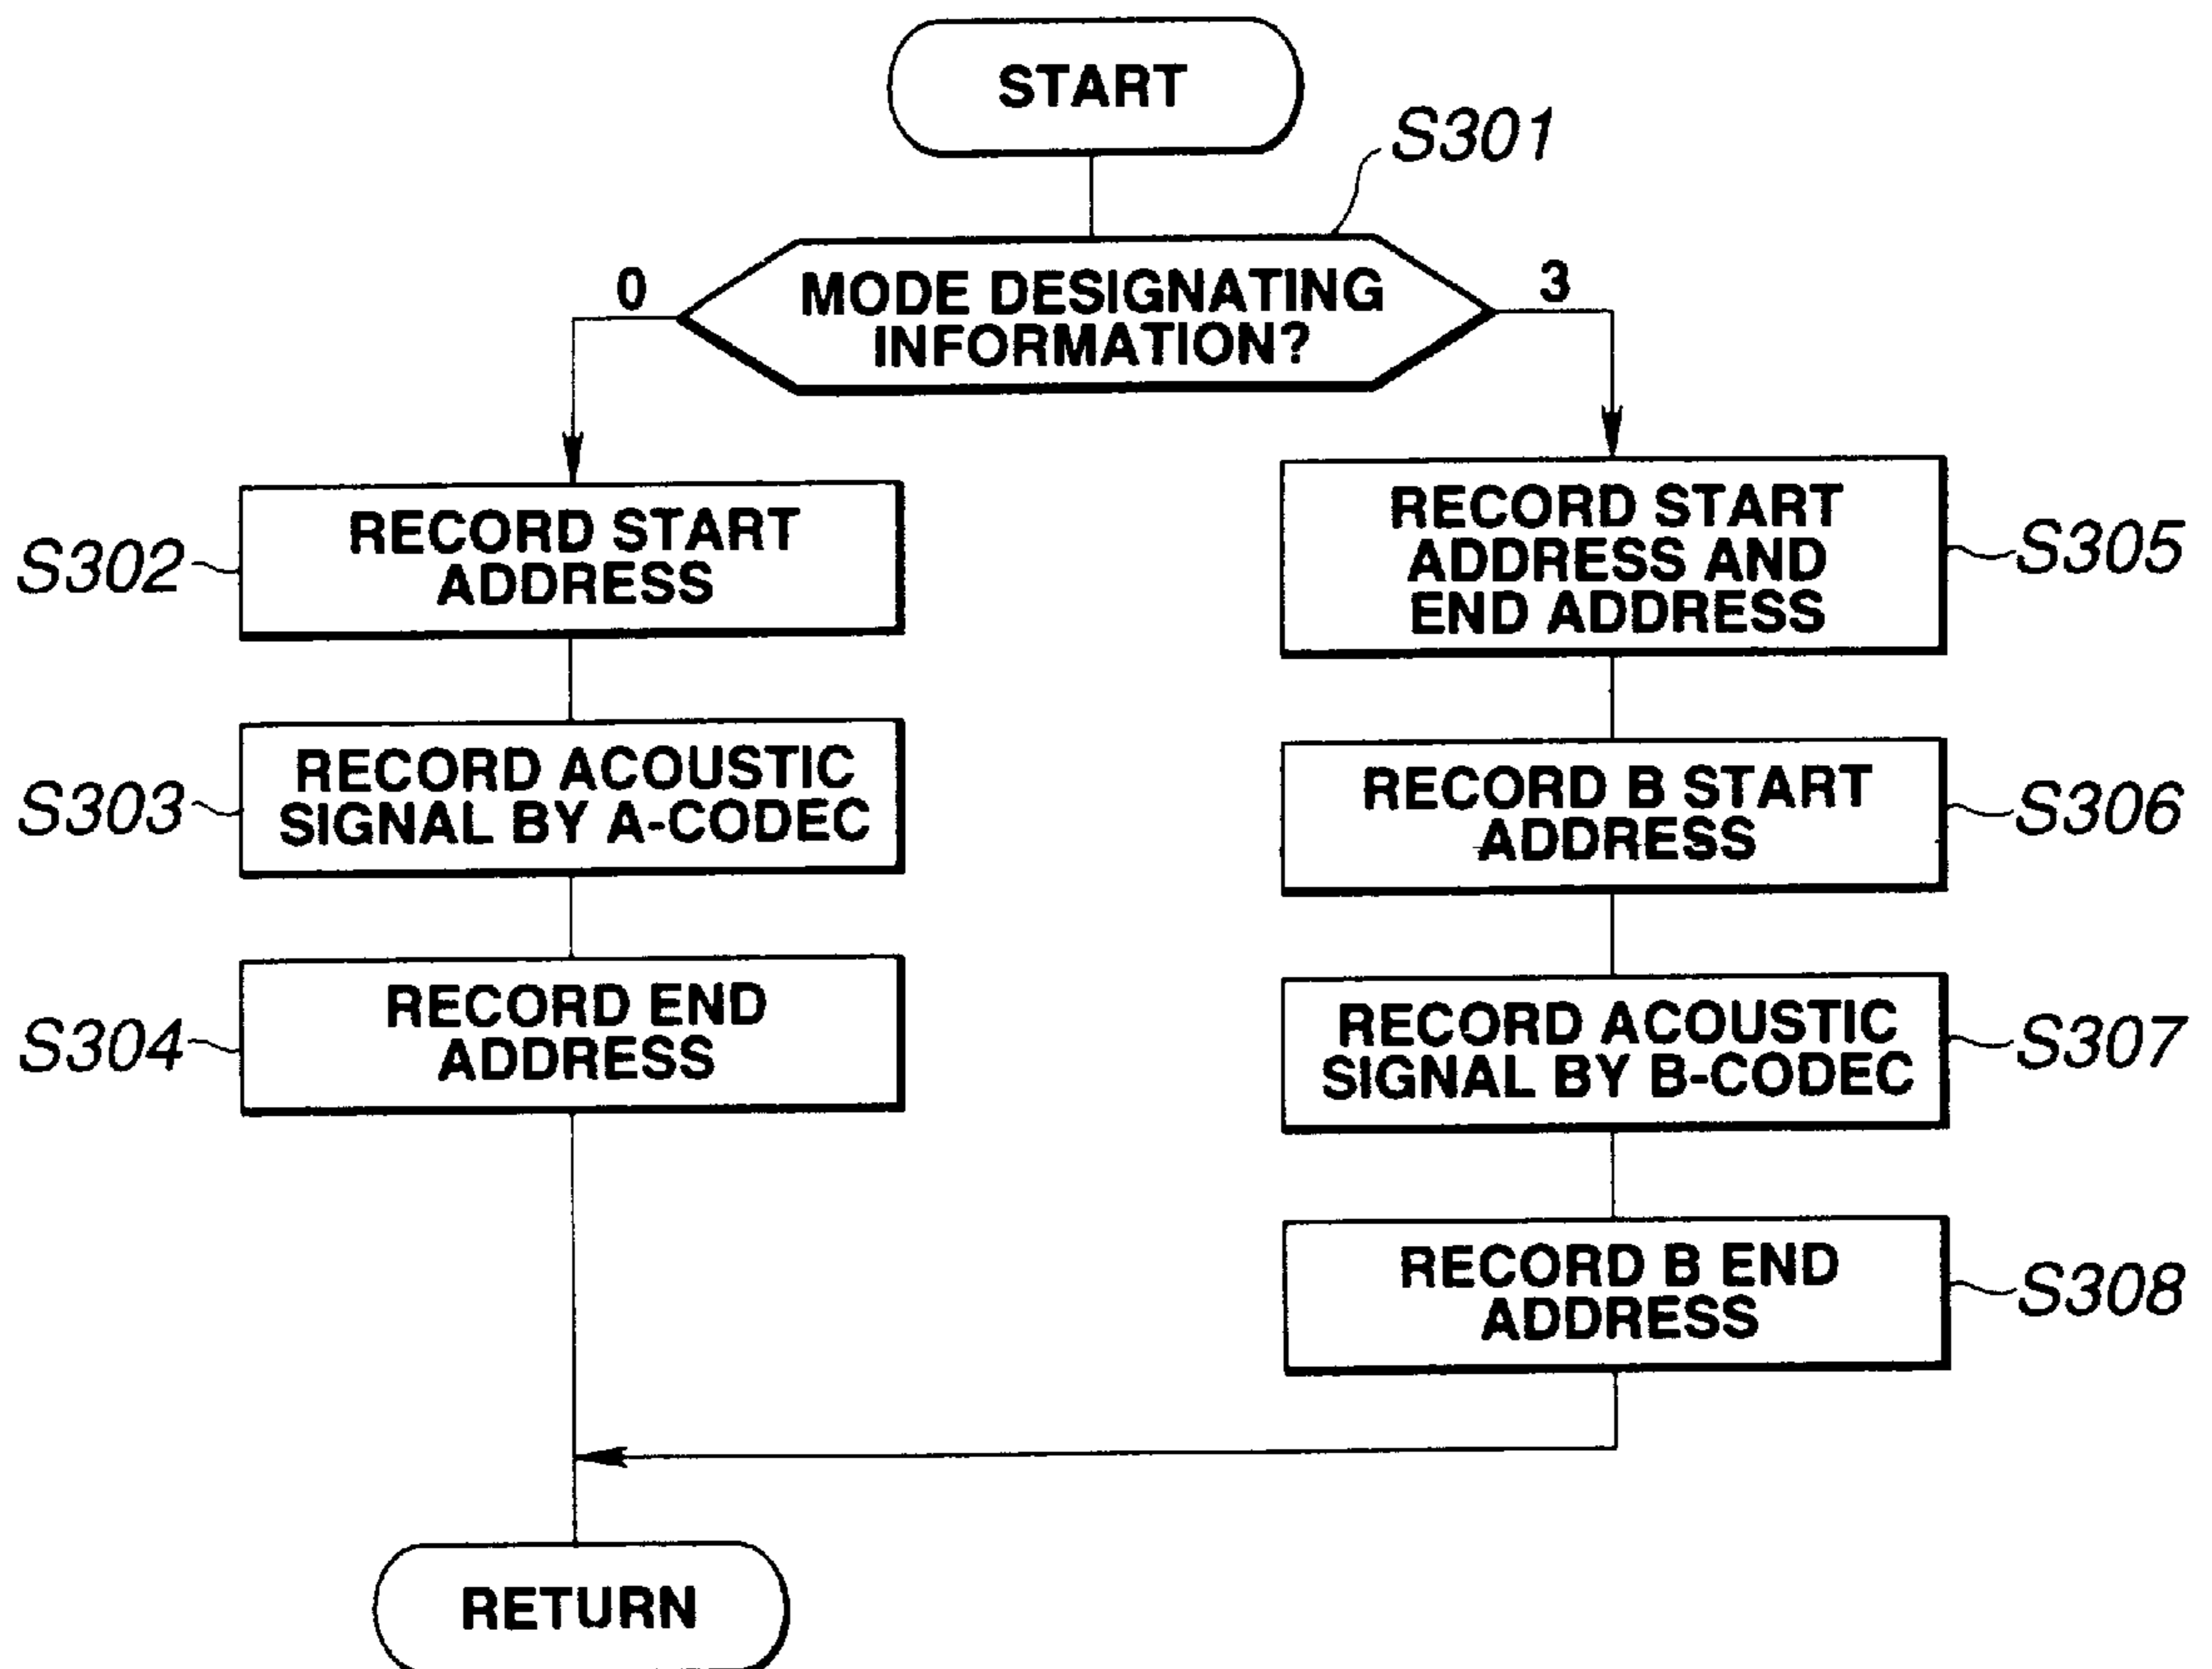 START
S301
0
MODE DESIGNATING
INFORMATION?
3
S302
RECORD START
ADDRESS
S303
RECORD ACOUSTIC
SIGNAL BY A-CODEC
S304
RECORD END
ADDRESS
RECORD START
ADDRESS AND
END ADDRESS
S305
RECORD B START
ADDRESS
S306
RECORD ACOUSTIC
SIGNAL BY B-CODEC
S307
RECORD B END
ADDRESS
S308
RETURN